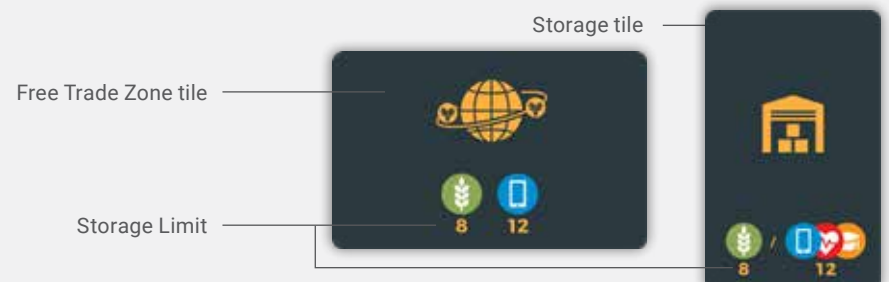 Storage tile
Free Trade Zone tile
Storage Limit
8 12
8 / 12